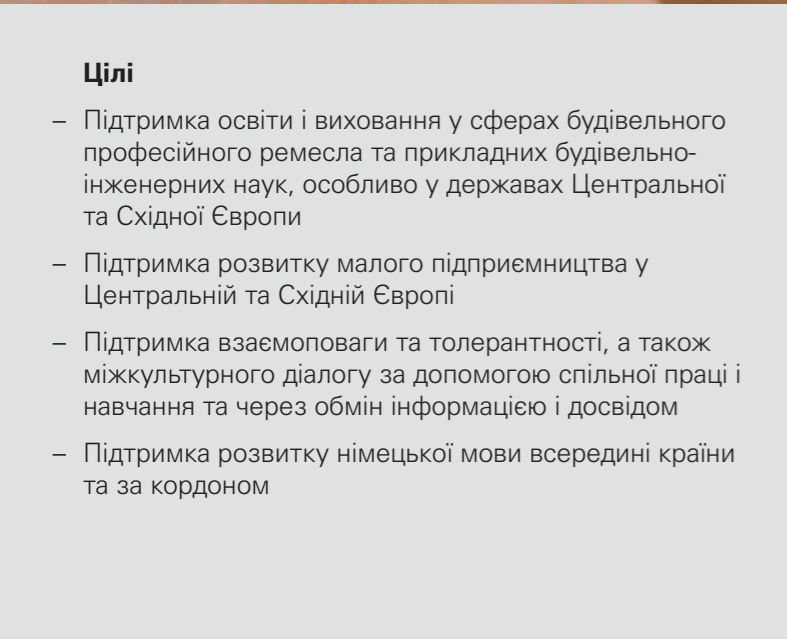 Цілі
– Підтримка освіти і виховання у сферах будівельного
професійного ремесла та прикладних будівельно-
інженерних наук, особливо у державах Центральної
та Східної Європи
– Підтримка розвитку малого підприємництва у
Центральній та Східній Європі
– Підтримка взаємоповаги та толерантності, а також
міжкультурного діалогу за допомогою спільної праці і
навчання та через обмін інформацією і досвідом
– Підтримка розвитку німецької мови всередині країни
та за кордоном